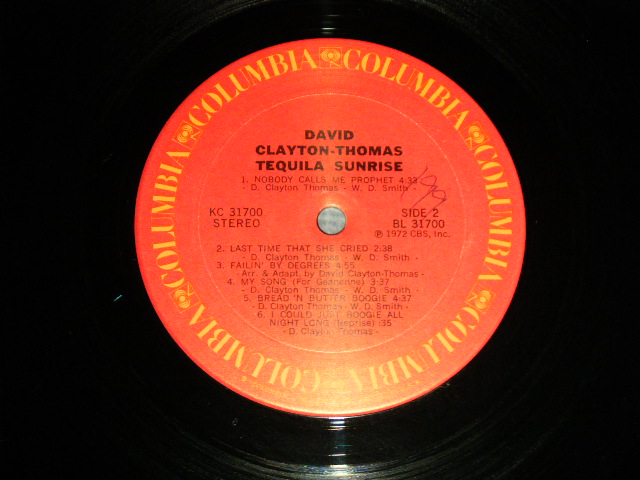 COLUMBIA COLUMBIA COLUMBIA COLUMBIA COLUMBIA COLUMBIA
DAVID
CLAYTON-THOMAS
TEQUILA SUNRISE
1. NOBODY CALLS ME PROPHET 4:33
- D. Clayton Thomas - W. D. Smith -
KC 31700
STEREO
SIDE 2
BL 31700
℗ 1972 CBS, Inc.
2. LAST TIME THAT SHE CRIED 2:38
- D. Clayton Thomas - W. D. Smith -
3. FAILIN' BY DEGREES 4:55
- Arr. & Adapt. by David Clayton-Thomas -
4. MY SONG (For Geanenne) 3:37
- D. Clayton Thomas - W. D. Smith -
5. BREAD 'N BUTTER BOOGIE 4:37
- D. Clayton Thomas - W. D. Smith -
6. I COULD JUST BOOGIE ALL
NIGHT LONG (Reprise) :35
- D. Clayton-Thomas -